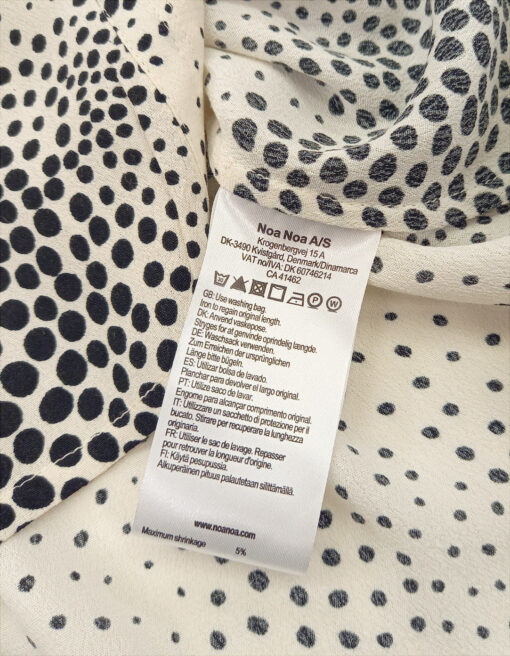 Noa Noa A/S
Krogenbergvej 15 A
DK-3490 Kvistgård, Denmark/Dinamarca
VAT no/IVA: DK 60746214
CA 41462
P W
GB: Use washing bag.
Iron to regain original length.
DK: Anvend vaskepose.
Stryges for at genvinde oprindelig længde.
DE: Waschsack verwenden.
Zum Erreichen der ursprünglichen
Länge bitte bügeln.
ES: Utilizar bolsa de lavado.
Planchar para devolver el largo original.
PT: Utilize saco de lavar.
Engome para alcançar comprimento original.
IT: Utilizzare un sacchetto di protezione per il
bucato. Stirare per recuperare la lunghezza
originaria.
FR: Utiliser le sac de lavage. Repasser
pour retrouver la longueur d'origine.
FI: Käytä pesupussia.
Alkuperäinen pituus palautetaan silittämällä.
www.noanoa.com
Maximum shrinkage 5%